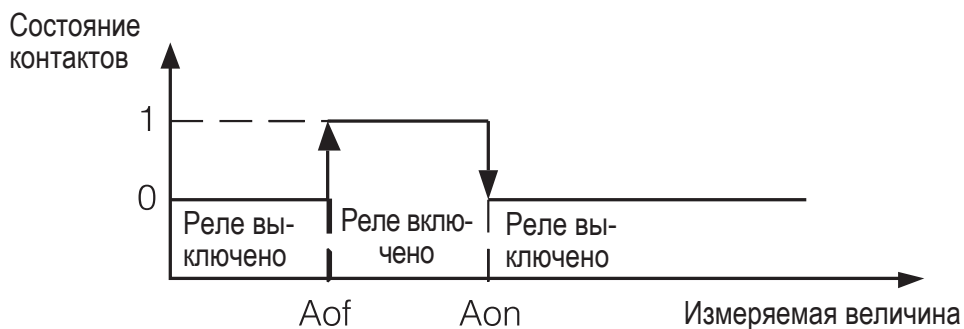 Состояние
контактов
1
0
Реле вы-
ключено
Реле вклю-
чено
Реле вы-
ключено
Aof
Aon
Измеряемая величина